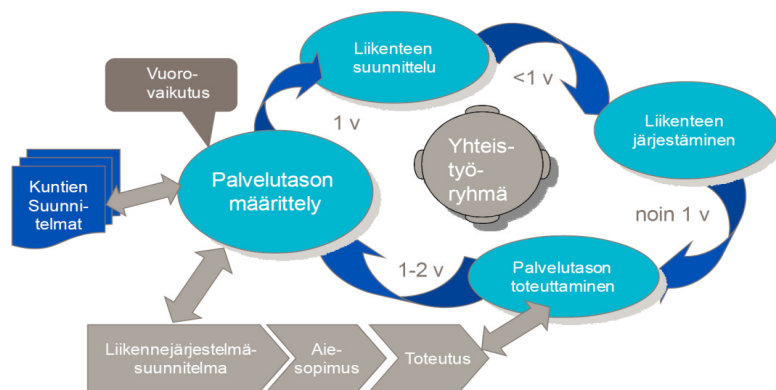 Liikenteen
suunnittelu
<1 v
Vuoro-
vaikutus
1 v
Liikenteen
järjestäminen
Yhteis-
työ-
ryhmä
Kuntien
Suunni-
telmat
Palvelutason
määrittely
noin 1 v
1-2 v
Palvelutason
toteuttaminen
Liikennejärjestelmä-
suunnitelma
Aie-
sopimus
Toteutus